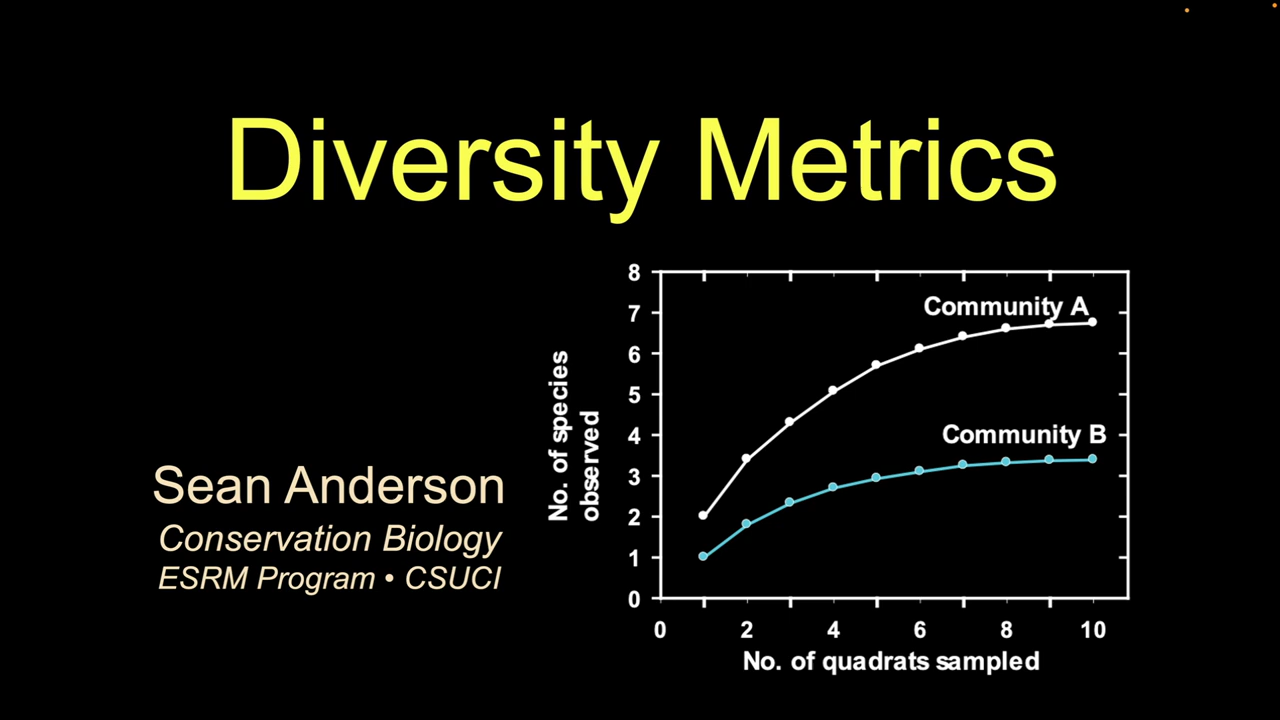 Diversity Metrics
Sean Anderson
Conservation Biology
ESRM Program • CSUCI
No. of species
observed
8
7
6
5
4
3
2
1
0
Community A
Community B
0 2 4 6 8 10
No. of quadrats sampled